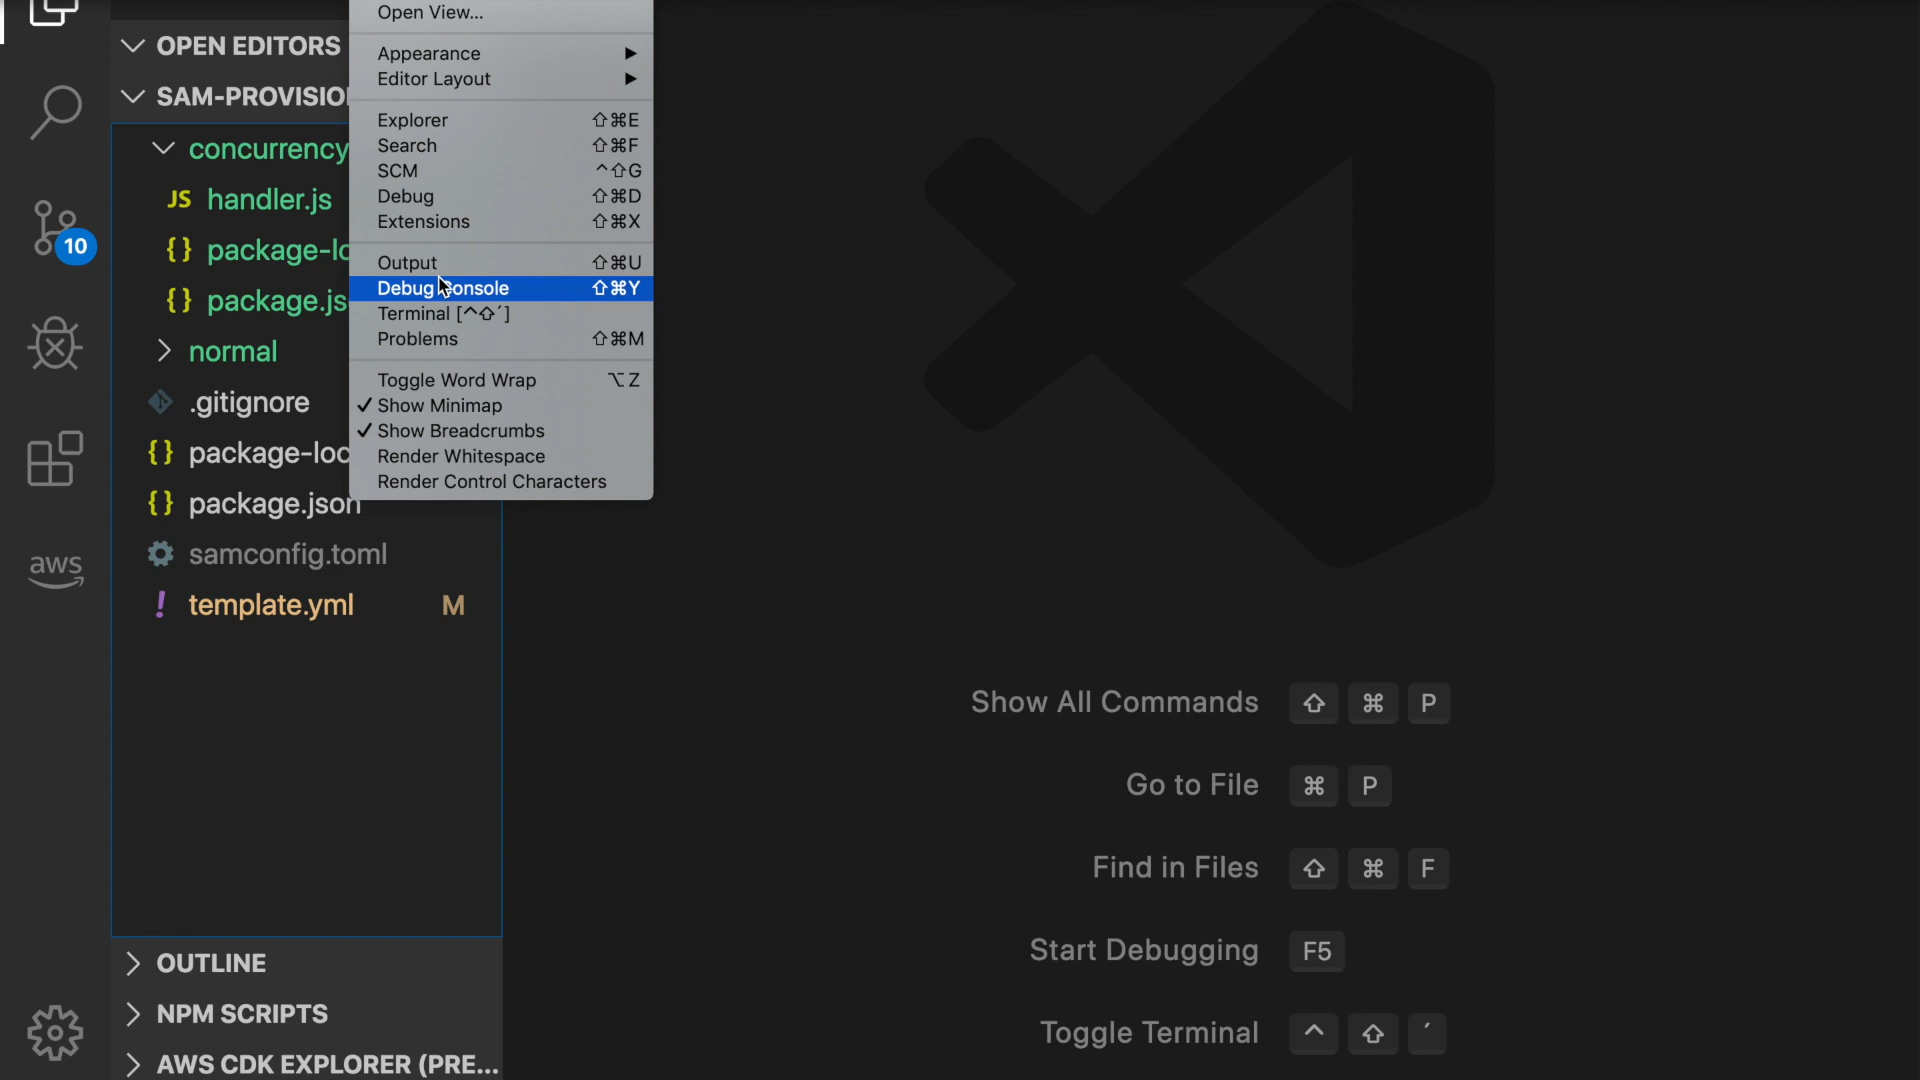 Open View...
OPEN EDITORS
Appearance
Editor Layout
SAM-PROVISIO
Explorer ⇧⌘E
Search ⇧⌘F
SCM ^⇧G
Debug ⇧⌘D
Extensions ⇧⌘X
Output ⇧⌘U
Debug Console ⇧⌘Y
Terminal [^⇧´]
Problems ⇧⌘M
Toggle Word Wrap ⌥Z
✓ Show Minimap
✓ Show Breadcrumbs
Render Whitespace
Render Control Characters
concurrency
JS handler.js
{} package-lo
{} package.js
10
normal
.gitignore
{} package-loc
{} package.json
samconfig.toml
! template.yml M
aws
OUTLINE
NPM SCRIPTS
AWS CDK EXPLORER (PRE...
Show All Commands ⇧ ⌘ P
Go to File ⌘ P
Find in Files ⇧ ⌘ F
Start Debugging F5
Toggle Terminal ^ ⇧ ´